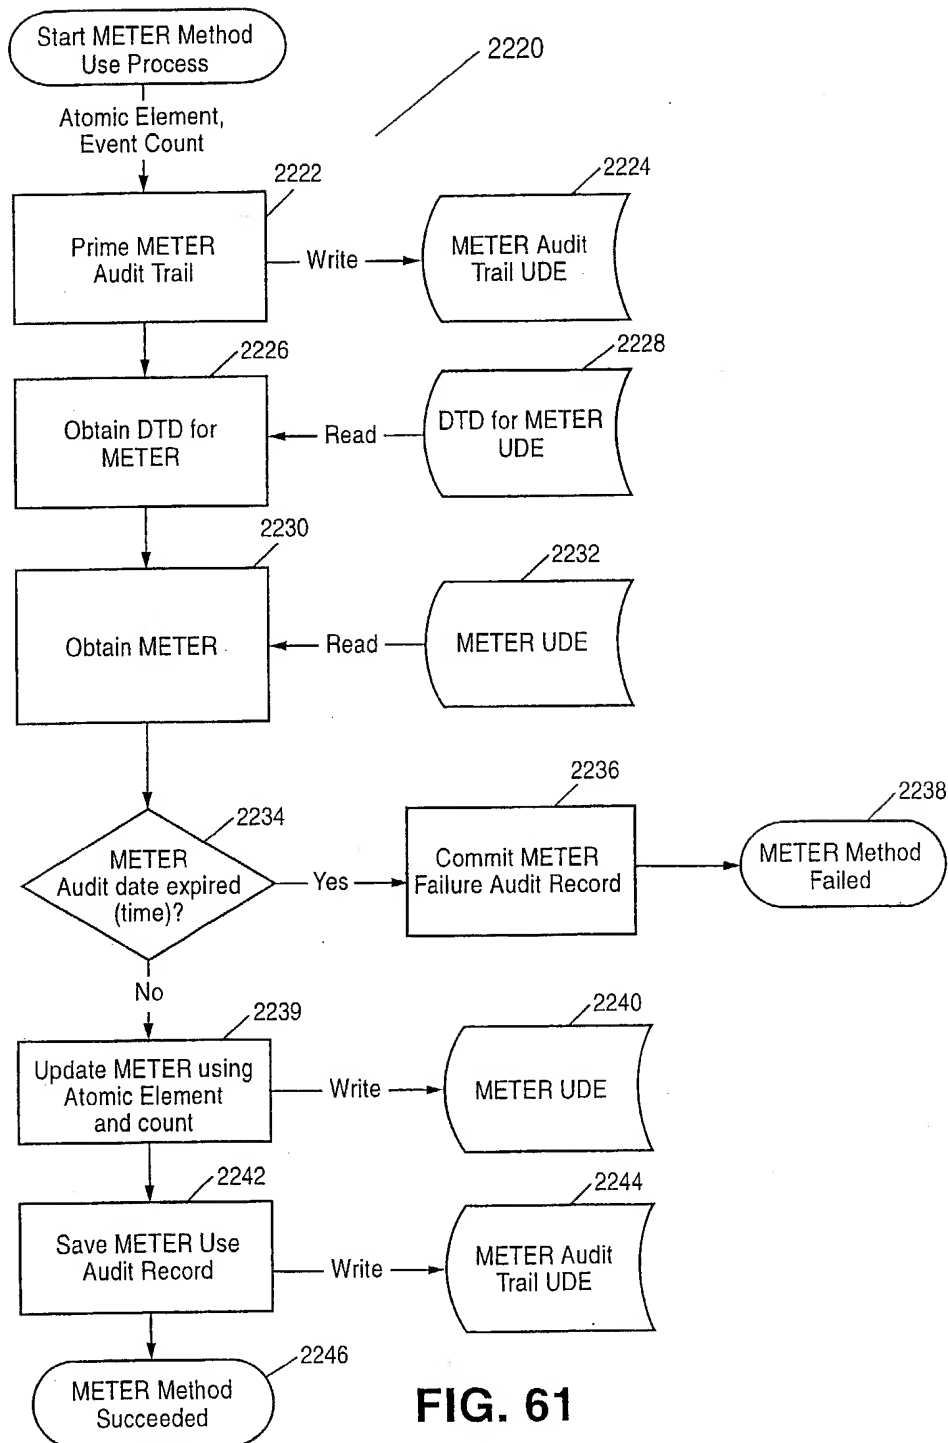 Start METER Method
Use Process
2220
Atomic Element,
Event Count
2222
2224
Prime METER
Audit Trail
Write
METER Audit
Trail UDE
2226
2228
Obtain DTD for
METER
Read
DTD for METER
UDE
2230
2232
Obtain METER
Read
METER UDE
2234
2236
2238
METER
Audit date expired
(time)?
Yes
Commit METER
Failure Audit Record
METER Method
Failed
No
2239
2240
Update METER using
Atomic Element
and count
Write
METER UDE
2242
2244
Save METER Use
Audit Record
Write
METER Audit
Trail UDE
2246
METER Method
Succeeded
FIG. 61